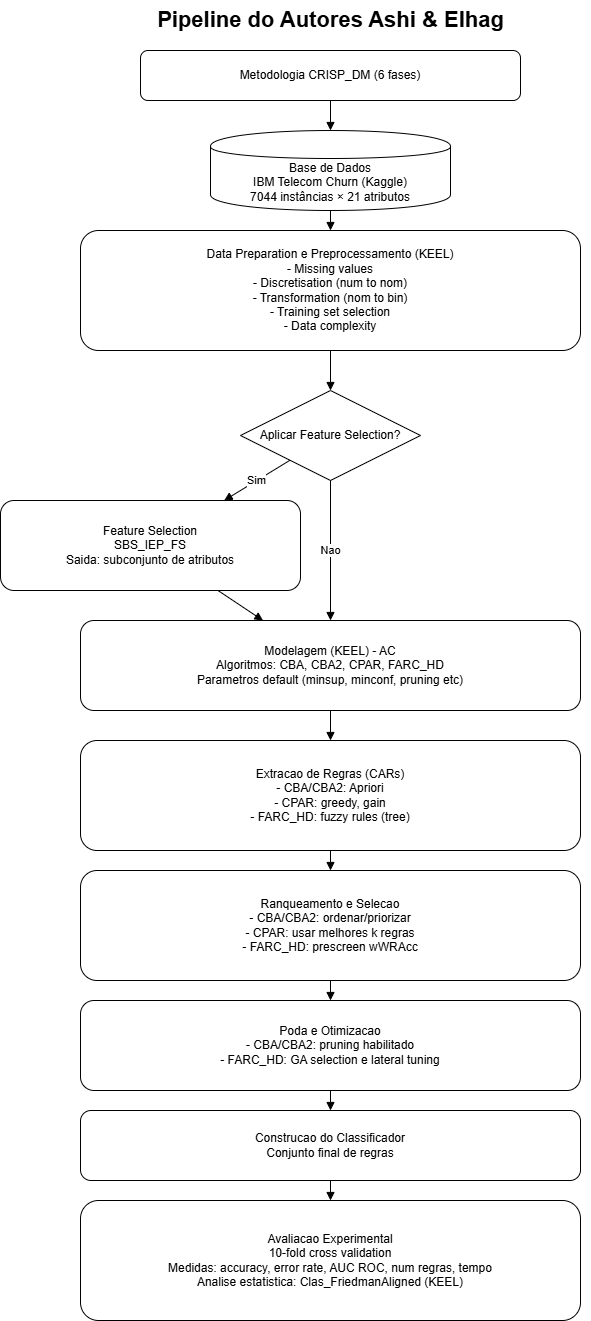 Pipeline do Autores Ashi & Elhag
Metodologia CRISP_DM (6 fases)
Base de Dados
IBM Telecom Churn (Kaggle)
7044 instâncias × 21 atributos
Data Preparation e Preprocessamento (KEEL)
- Missing values
- Discretisation (num to nom)
- Transformation (nom to bin)
- Training set selection
- Data complexity
Aplicar Feature Selection?
Sim
Feature Selection
SBS_IEP_FS
Saida: subconjunto de atributos
Nao
Modelagem (KEEL) - AC
Algoritmos: CBA, CBA2, CPAR, FARC_HD
Parametros default (minsup, minconf, pruning etc)
Extracao de Regras (CARs)
- CBA/CBA2: Apriori
- CPAR: greedy, gain
- FARC_HD: fuzzy rules (tree)
Ranqueamento e Selecao
- CBA/CBA2: ordenar/priorizar
- CPAR: usar melhores k regras
- FARC_HD: prescreen wWRAcc
Poda e Otimizacao
- CBA/CBA2: pruning habilitado
- FARC_HD: GA selection e lateral tuning
Construcao do Classificador
Conjunto final de regras
Avaliacao Experimental
10-fold cross validation
Medidas: accuracy, error rate, AUC ROC, num regras, tempo
Analise estatistica: Clas_FriedmanAligned (KEEL)